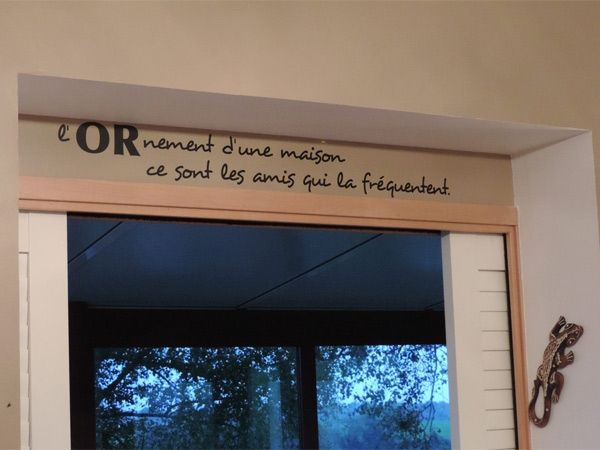 l'ORnement d'une maison
ce sont les amis qui la fréquentent.